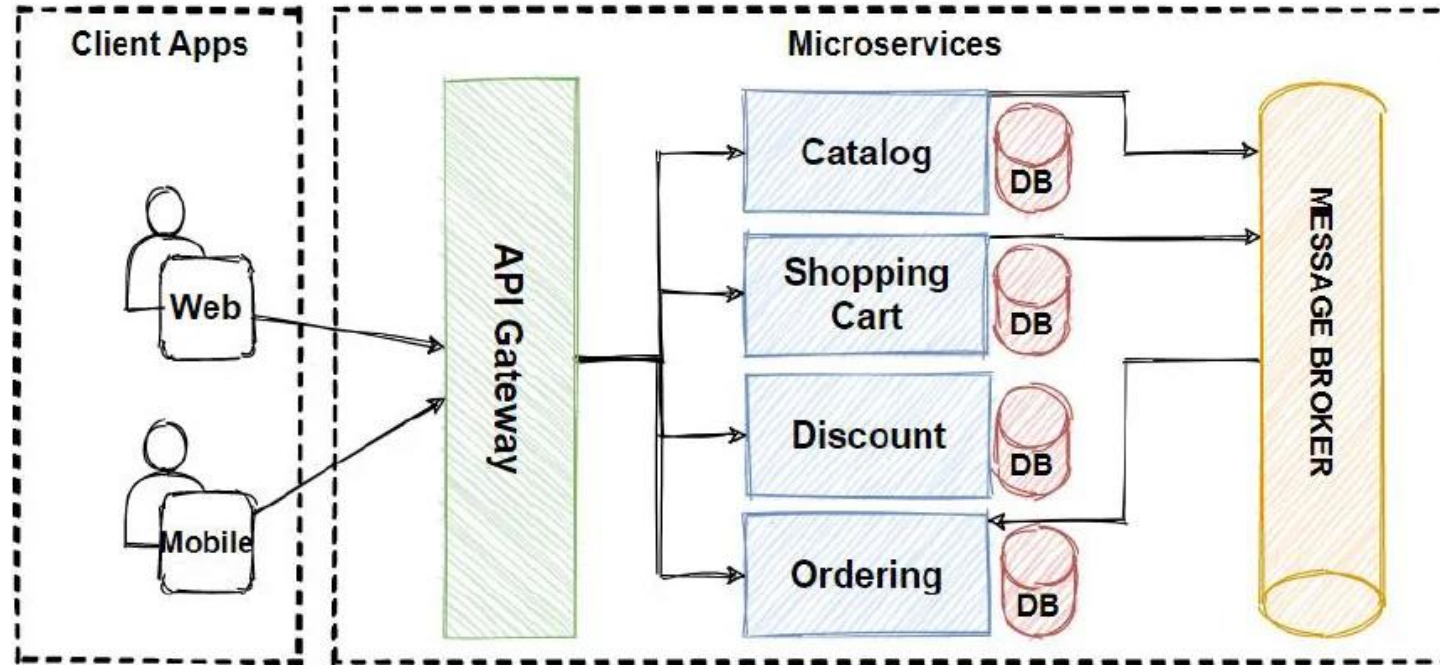 Client Apps
Microservices
Web
Mobile
API Gateway
Catalog
DB
Shopping
Cart
DB
Discount
DB
Ordering
DB
MESSAGE BROKER